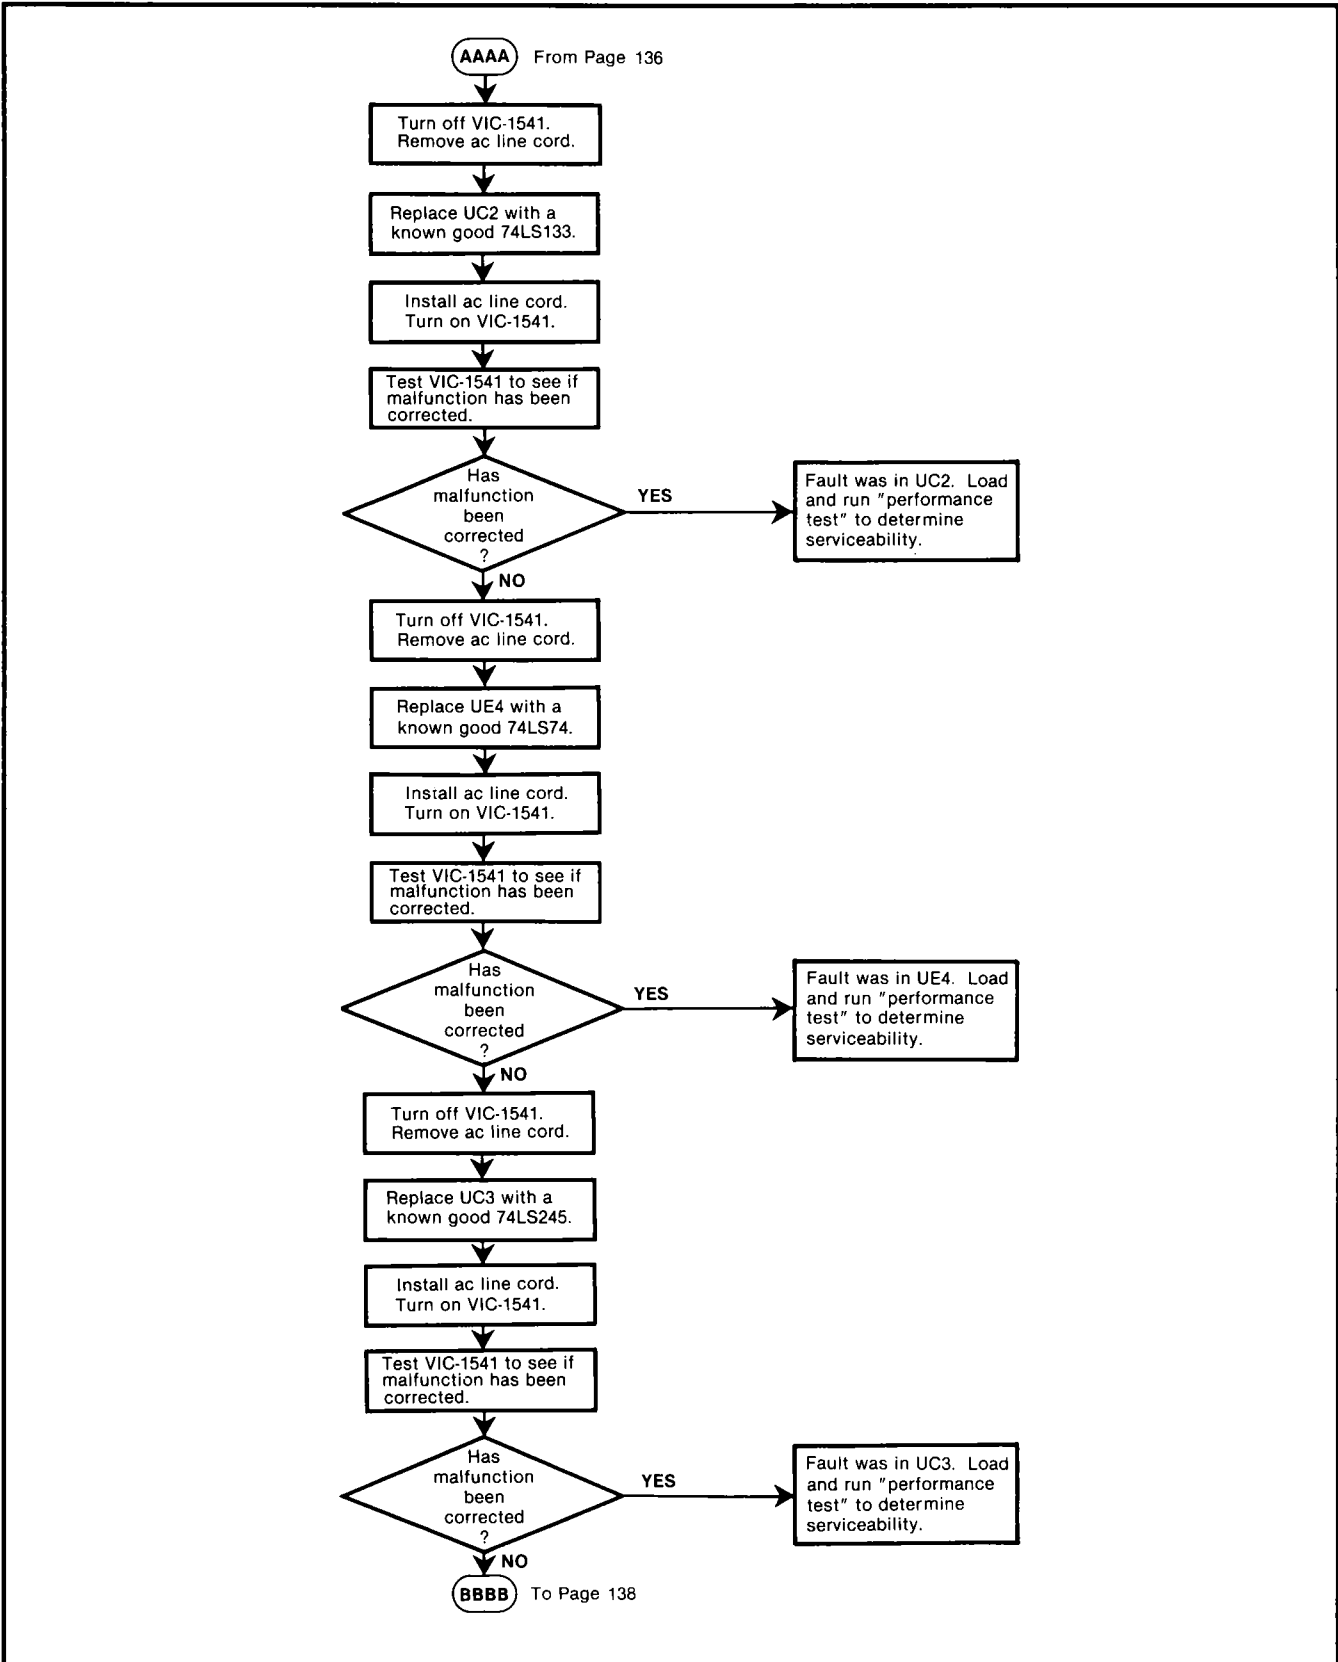 AAAA From Page 136
Turn off VIC-1541.
Remove ac line cord.
Replace UC2 with a
known good 74LS133.
Install ac line cord.
Turn on VIC-1541.
Test VIC-1541 to see if
malfunction has been
corrected.
Has
malfunction
been
corrected
?
YES
Fault was in UC2. Load
and run "performance
test" to determine
serviceability.
NO
Turn off VIC-1541.
Remove ac line cord.
Replace UE4 with a
known good 74LS74.
Install ac line cord.
Turn on VIC-1541.
Test VIC-1541 to see if
malfunction has been
corrected.
Has
malfunction
been
corrected
?
YES
Fault was in UE4. Load
and run "performance
test" to determine
serviceability.
NO
Turn off VIC-1541.
Remove ac line cord.
Replace UC3 with a
known good 74LS245.
Install ac line cord.
Turn on VIC-1541.
Test VIC-1541 to see if
malfunction has been
corrected.
Has
malfunction
been
corrected
?
YES
Fault was in UC3. Load
and run "performance
test" to determine
serviceability.
NO
BBBB To Page 138